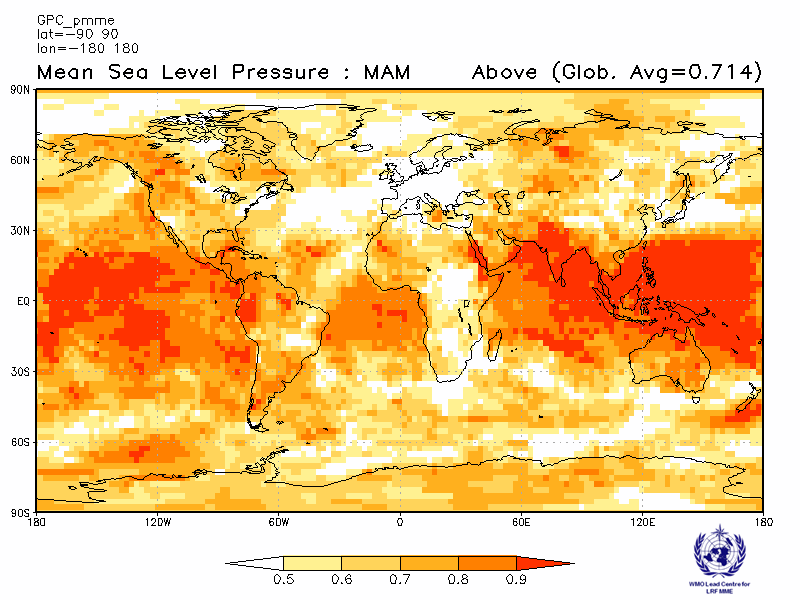 GPC_pmme
lat=-90 90
lon=-180 180
Mean Sea Level Pressure : MAM Above (Glob. Avg=0.714)
90N
60N
30N
EQ
30S
60S
90S
180 120W 60W 0 60E 120E 180
0.5 0.6 0.7 0.8 0.9
WMO Lead Centre for
LRF MME